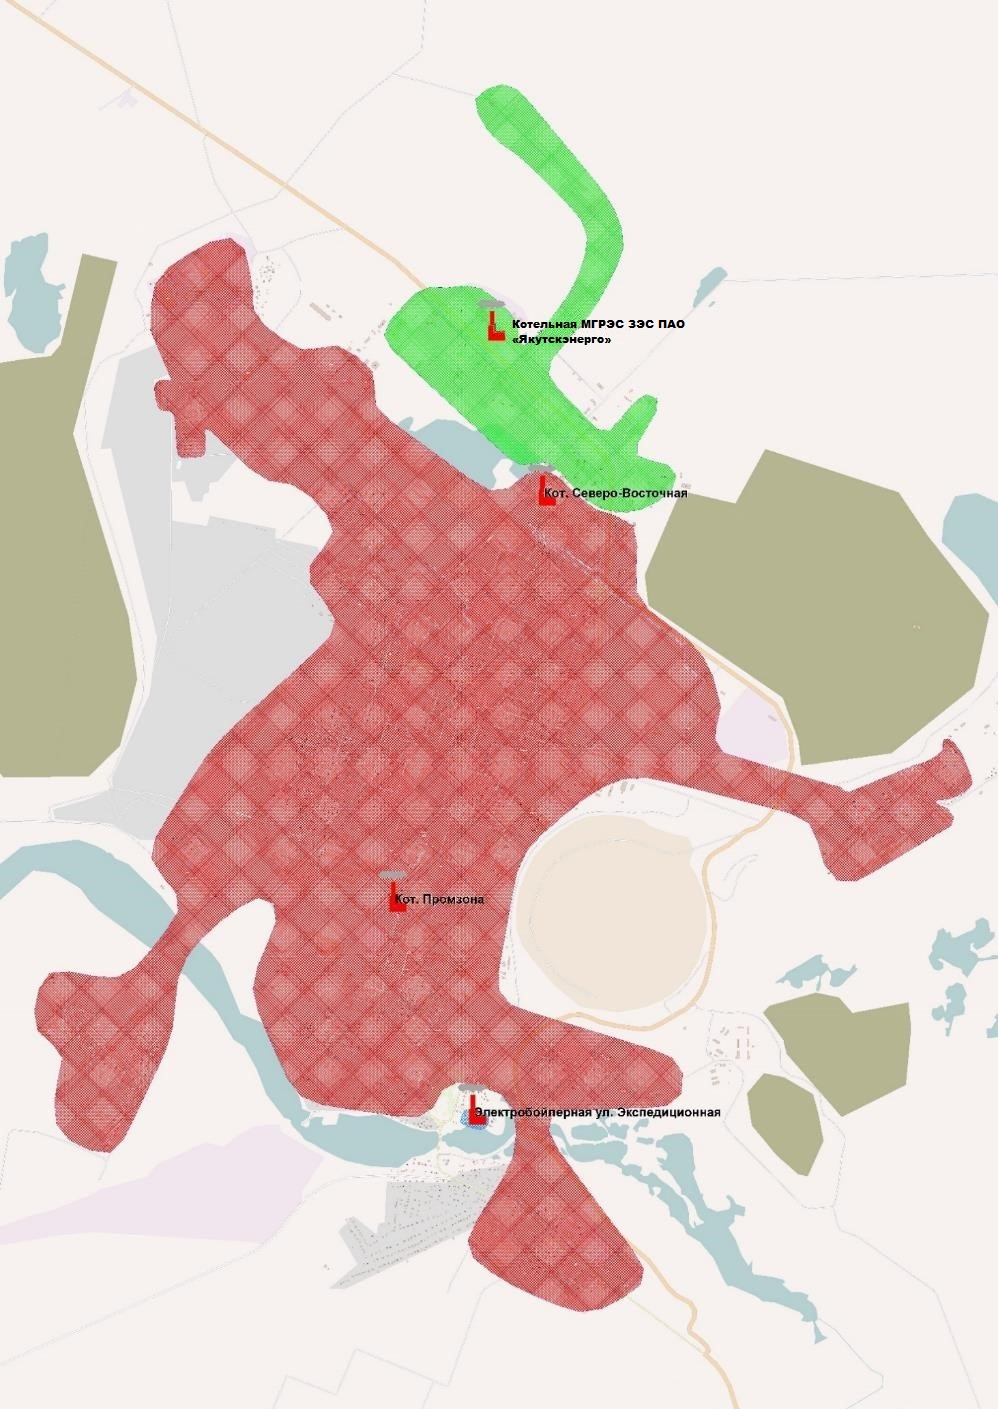 Котельная МГРЭС ЗЭС ПАО
«Якутскэнерго»
Кот. Северо-Восточная
Кот. Промзона
Электробойлерная ул. Экспедиционная